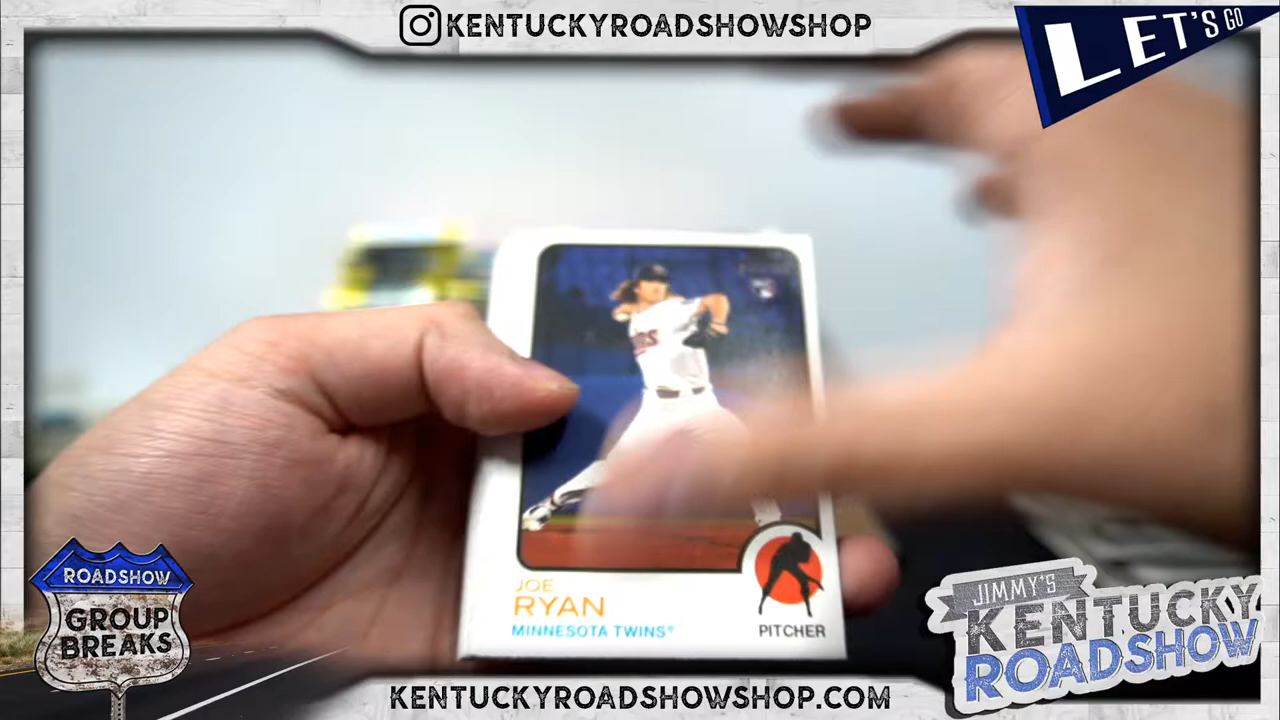 KENTUCKYROADSHOWSHOP
LET'S GO
JOE
RYAN
MINNESOTA TWINS®
PITCHER
ROADSHOW
GROUP
BREAKS
JIMMY'S
KENTUCKY
ROADSHOW
KENTUCKYROADSHOWSHOP.COM